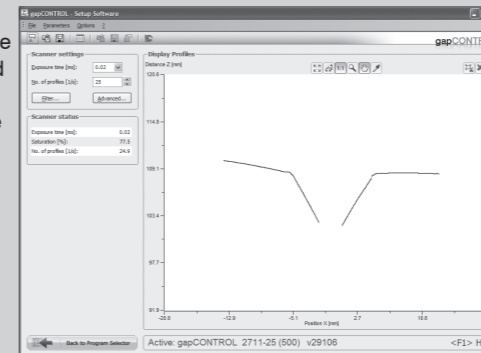 gapCONTROL - Setup Software
File Parameters Options ?
gapCONTR
Scanner settings
Exposure time [ms]: 0.02
No. of profiles [1/s]: 25
Filter... Advanced...
Scanner status
Exposure time [ms]: 0.02
Saturation [%]: 77.5
No. of profiles [1/s]: 24.9
Display Profiles
Distance Z [mm]
120.6
114.8
109.1
103.4
97.7
91.9
-20.8 -12.9 -5.1 2.7 10.6
Position X [mm]
Back to Program Selector
Active: gapCONTROL 2711-25 (500) v29106
<F1> H
e
d
e